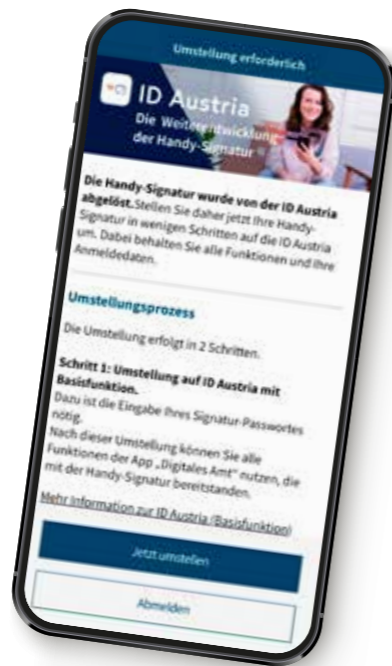 Umstellung erforderlich
ID Austria
Die Weiterentwicklung
der Handy-Signatur
Die Handy-Signatur wurde von der ID Austria
abgelöst. Stellen Sie daher jetzt Ihre Handy-
Signatur in wenigen Schritten auf die ID Austria
um. Dabei behalten Sie alle Funktionen und Ihre
Anmeldedaten.
Umstellungsprozess
Die Umstellung erfolgt in 2 Schritten.
Schritt 1: Umstellung auf ID Austria mit
Basisfunktion.
Dazu ist die Eingabe Ihres Signatur-Passwortes
nötig.
Nach dieser Umstellung können Sie alle
Funktionen der App „Digitales Amt" nutzen, die
mit der Handy-Signatur bereitstanden.
Mehr Information zur ID Austria (Basisfunktion)
Jetzt umstellen
Abmelden